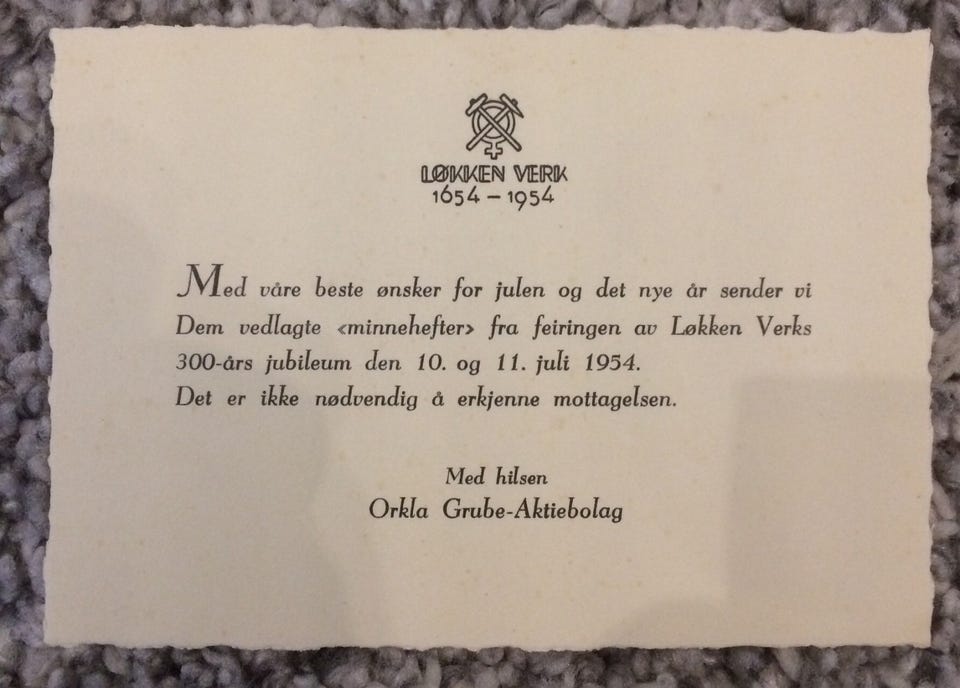 LØKKEN VERK
1654 – 1954
Med våre beste ønsker for julen og det nye år sender vi
Dem vedlagte «minnehefter» fra feiringen av Løkken Verks
300-års jubileum den 10. og 11. juli 1954.
Det er ikke nødvendig å erkjenne mottagelsen.
Med hilsen
Orkla Grube-Aktiebolag